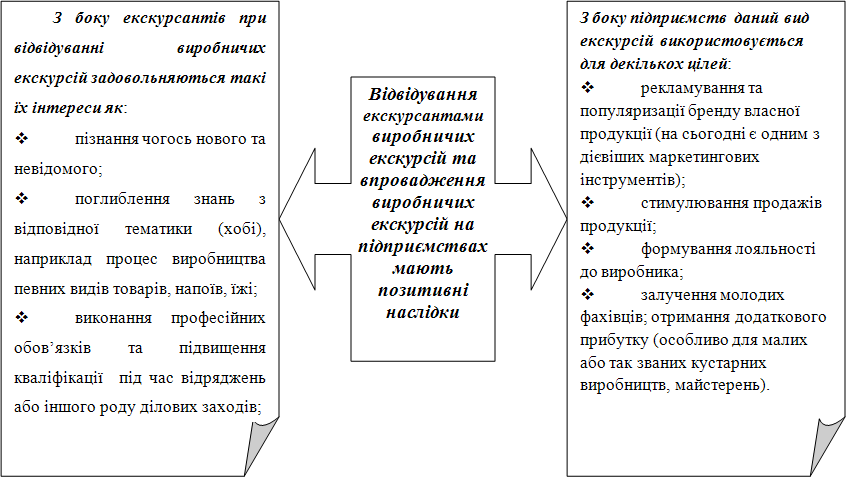 З боку екскурсантів при
відвідуванні виробничих
екскурсій задовольняються такі
їх інтереси як:
❖ пізнання чогось нового та
невідомого;
❖ поглиблення знань з
відповідної тематики (хобі),
наприклад процес виробництва
певних видів товарів, напоїв, їжі;
❖ виконання професійних
обов’язків та підвищення
кваліфікації під час відряджень
або іншого роду ділових заходів;
Відвідування
екскурсантами
виробничих
екскурсій та
впровадження
виробничих
екскурсій на
підприємствах
мають
позитивні
наслідки
З боку підприємств даний вид
екскурсій використовується
для декількох цілей:
❖ рекламування та
популяризації бренду власної
продукції (на сьогодні є одним з
дієвіших маркетингових
інструментів);
❖ стимулювання продажів
продукції;
❖ формування лояльності
до виробника;
❖ залучення молодих
фахівців; отримання додаткового
прибутку (особливо для малих
або так званих кустарних
виробництв, майстерень).